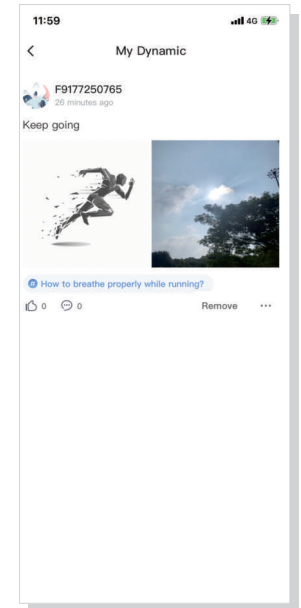 11:59
4G
My Dynamic
F9177250765
26 minutes ago
Keep going
# How to breathe properly while running?
0
0
Remove
...